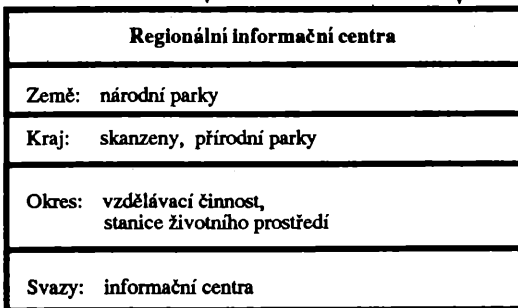 Regionální informační centra
Země: národní parky
Kraj: skanzeny, přírodní parky
Okres: vzdělávací činnost,
stanice životního prostředí
Svazy: informační centra